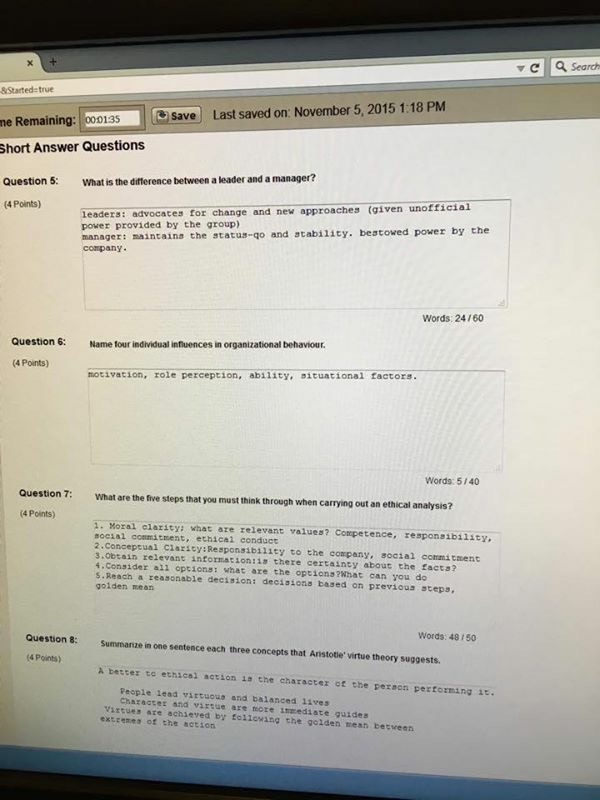 x +
&Started=true
Search
me Remaining: 00:01:35 Save Last saved on: November 5, 2015 1:18 PM
Short Answer Questions
Question 5: What is the difference between a leader and a manager?
(4 Points)
leaders: advocates for change and new approaches (given unofficial
power provided by the group)
manager: maintains the status-qo and stability. bestowed power by the
company.
Words: 24 / 60
Question 6: Name four individual influences in organizational behaviour.
(4 Points)
motivation, role perception, ability, situational factors.
Words: 5 / 40
Question 7: What are the five steps that you must think through when carrying out an ethical analysis?
(4 Points)
1. Moral clarity; what are relevant values? Competence, responsibility,
social commitment, ethical conduct
2.Conceptual Clarity:Responsibility to the company, social commitment
3.Obtain relevant information:is there certainty about the facts?
4.Consider all options: what are the options?What can you do
5.Reach a reasonable decision: decisions based on previous steps,
golden mean
Words: 48 / 50
Question 8: Summarize in one sentence each three concepts that Aristotle' virtue theory suggests.
(4 Points)
A better to ethical action is the character of the person performing it.
People lead virtuous and balanced lives
Character and virtue are more immediate guides
Virtues are achieved by following the golden mean between
extremes of the action